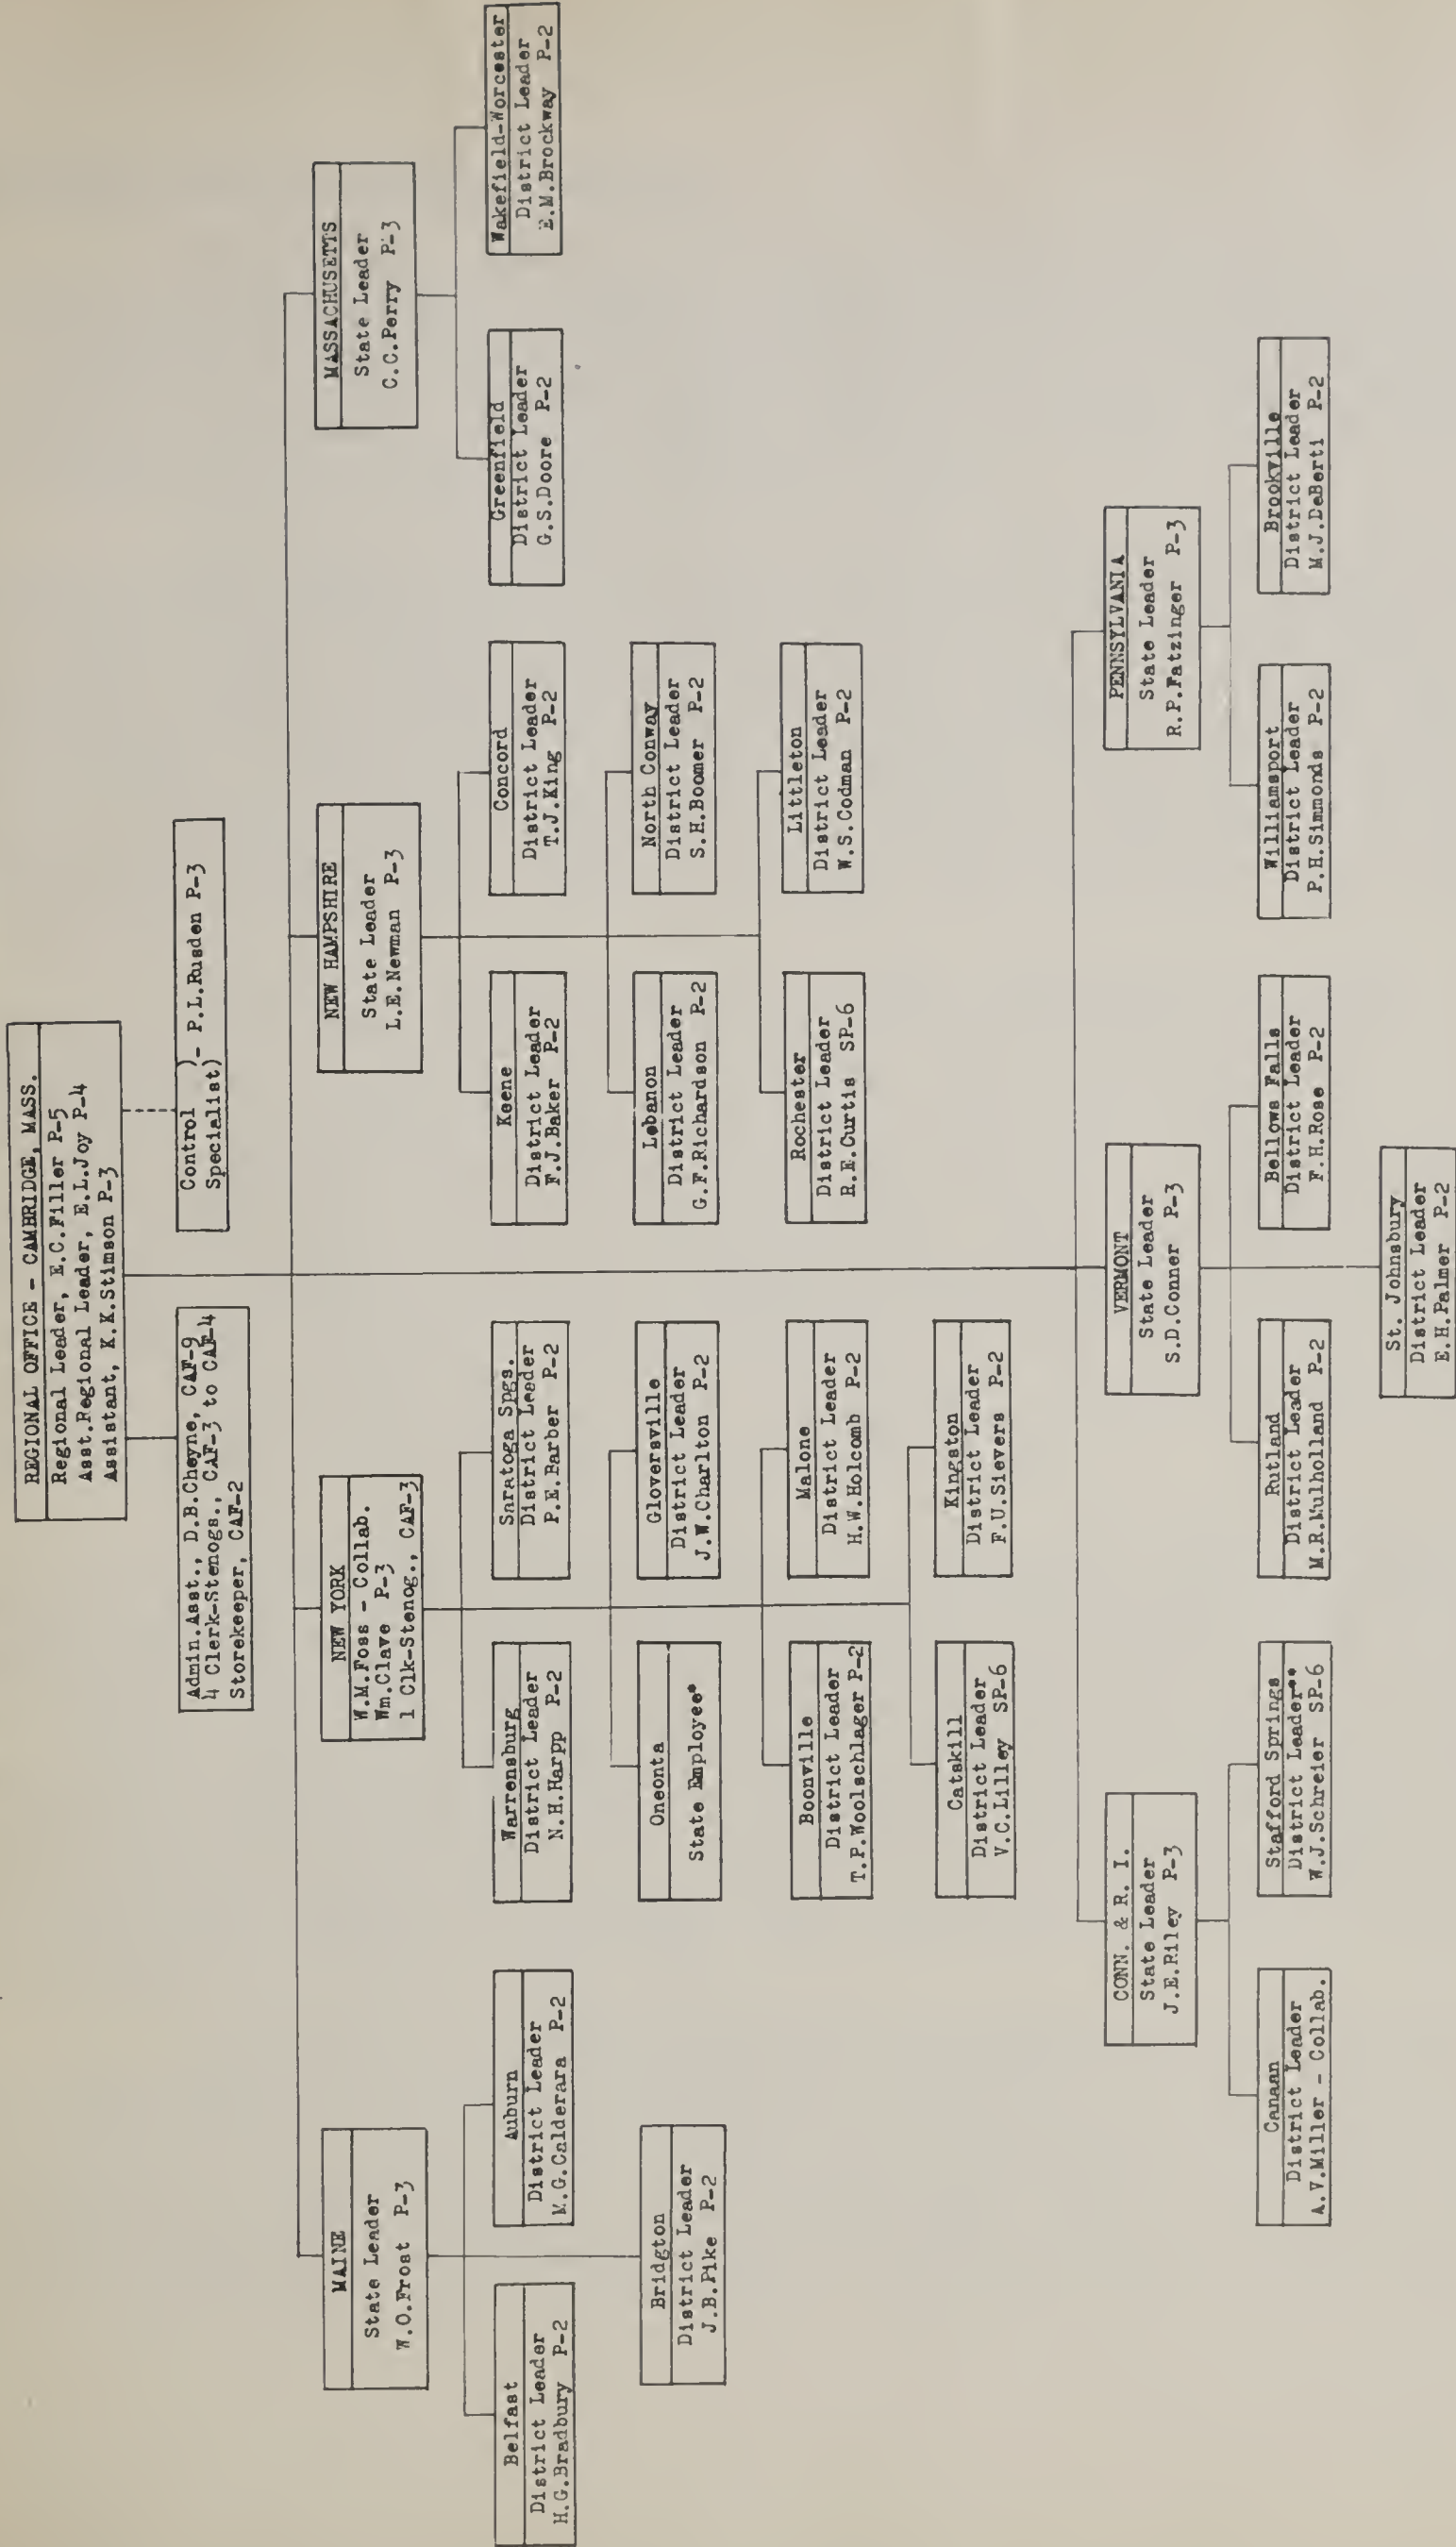 REGIONAL OFFICE - CAMBRIDGE, MASS.
Regional Leader, E.C.Filler P-5
Asst.Regional Leader, E.L.Joy P-4
Assistant, K.K.Stimson P-3
Admin.Asst., D.B.Cheyne, CAF-9
4 Clerk-Stenogs., CAF-3 to CAF-4
Storekeeper, CAF-2
Control )- P.L.Rusden P-3
Specialist)
MAINE
State Leader
W.O.Frost P-3
NEW YORK
W.M.Foss - Collab.
Wm.Clave P-3
1 Clk-Stenog., CAF-3
NEW HAMPSHIRE
State Leader
L.E.Newman P-3
MASSACHUSETTS
State Leader
C.C.Perry P-3
Belfast
District Leader
H.G.Bradbury P-2
Auburn
District Leader
M.G.Calderara P-2
Bridgton
District Leader
J.B.Pike P-2
Warrensburg
District Leader
N.H.Harpp P-2
Saratoga Spgs.
District Leader
P.E.Barber P-2
Oneonta
State Employee*
Gloversville
District Leader
J.W.Charlton P-2
Boonville
District Leader
T.P.Woolschlager P-2
Malone
District Leader
H.W.Holcomb P-2
Catskill
District Leader
V.C.Lilley SP-6
Kingston
District Leader
F.U.Sievers P-2
Keene
District Leader
F.J.Baker P-2
Concord
District Leader
T.J.King P-2
Lebanon
District Leader
G.F.Richardson P-2
North Conway
District Leader
S.H.Boomer P-2
Rochester
District Leader
R.E.Curtis SP-6
Littleton
District Leader
W.S.Codman P-2
Greenfield
District Leader
G.S.Doore P-2
Wakefield-Worcester
District Leader
E.M.Brockway P-2
CONN. & R. I.
State Leader
J.E.Riley P-3
VERMONT
State Leader
S.D.Conner P-3
PENNSYLVANIA
State Leader
R.P.Fatzinger P-3
Canaan
District Leader
A.V.Miller - Collab.
Stafford Springs
District Leader**
W.J.Schreier SP-6
Rutland
District Leader
M.R.Mulholland P-2
Bellows Falls
District Leader
F.H.Rose P-2
St. Johnsbury
District Leader
E.H.Palmer P-2
Williamsport
District Leader
P.H.Simmonds P-2
Brookville
District Leader
M.J.DeBerti P-2